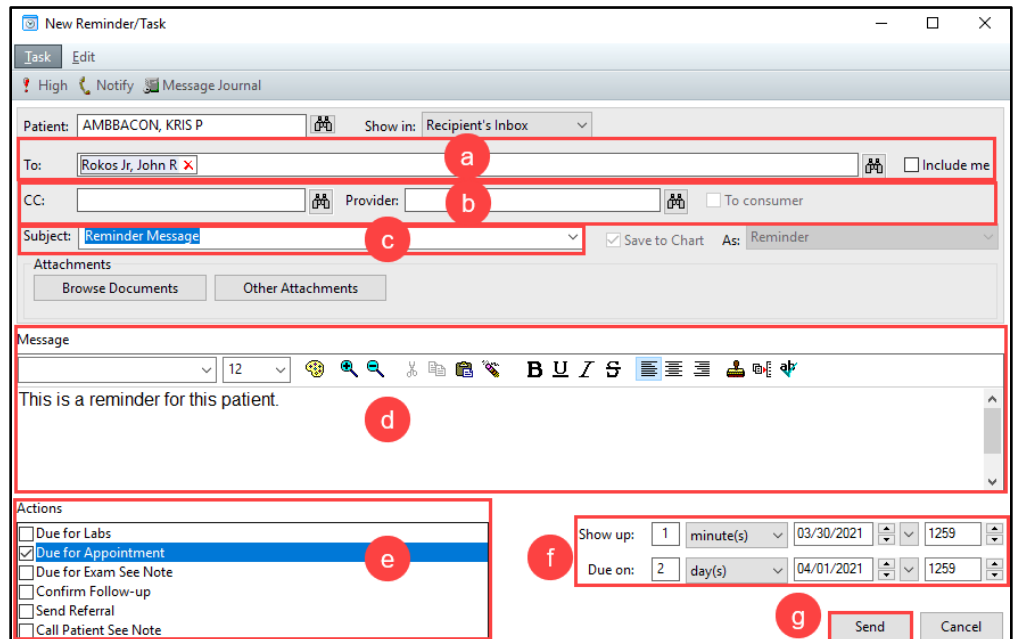 New Reminder/Task
Task Edit
High Notify Message Journal
Patient: AMBBACON, KRIS P Show in: Recipient's Inbox
a
To: Rokos Jr, John R Include me
CC: Provider: b To consumer
Subject: Reminder Message c Save to Chart As: Reminder
Attachments
Browse Documents Other Attachments
Message
12 B U I S
This is a reminder for this patient.
d
Actions
Due for Labs
Due for Appointment
Due for Exam See Note
Confirm Follow-up
Send Referral
Call Patient See Note
e
Show up: 1 minute(s) 03/30/2021 1259
f
Due on: 2 day(s) 04/01/2021 1259
g
Send Cancel